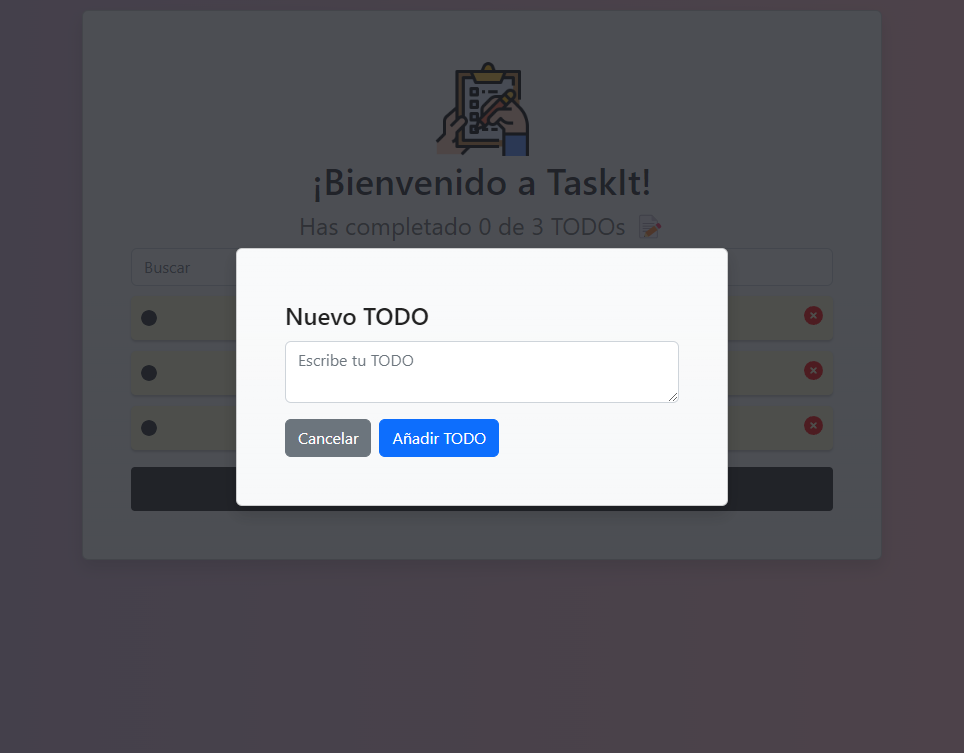 ¡Bienvenido a TaskIt!
Has completado 0 de 3 TODOs 📝
Buscar
Nuevo TODO
Escribe tu TODO
Cancelar
Añadir TODO